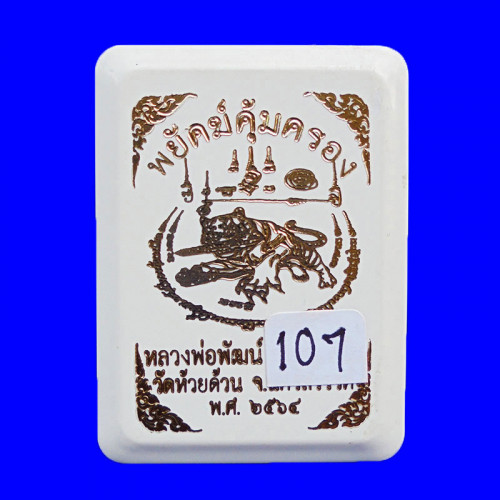 พยัคฆ์คุ้มครอง
หลวงพ่อพัฒน์
107
วัดห้วยด้วน จ.
พ.ศ. ๒๕๖๔